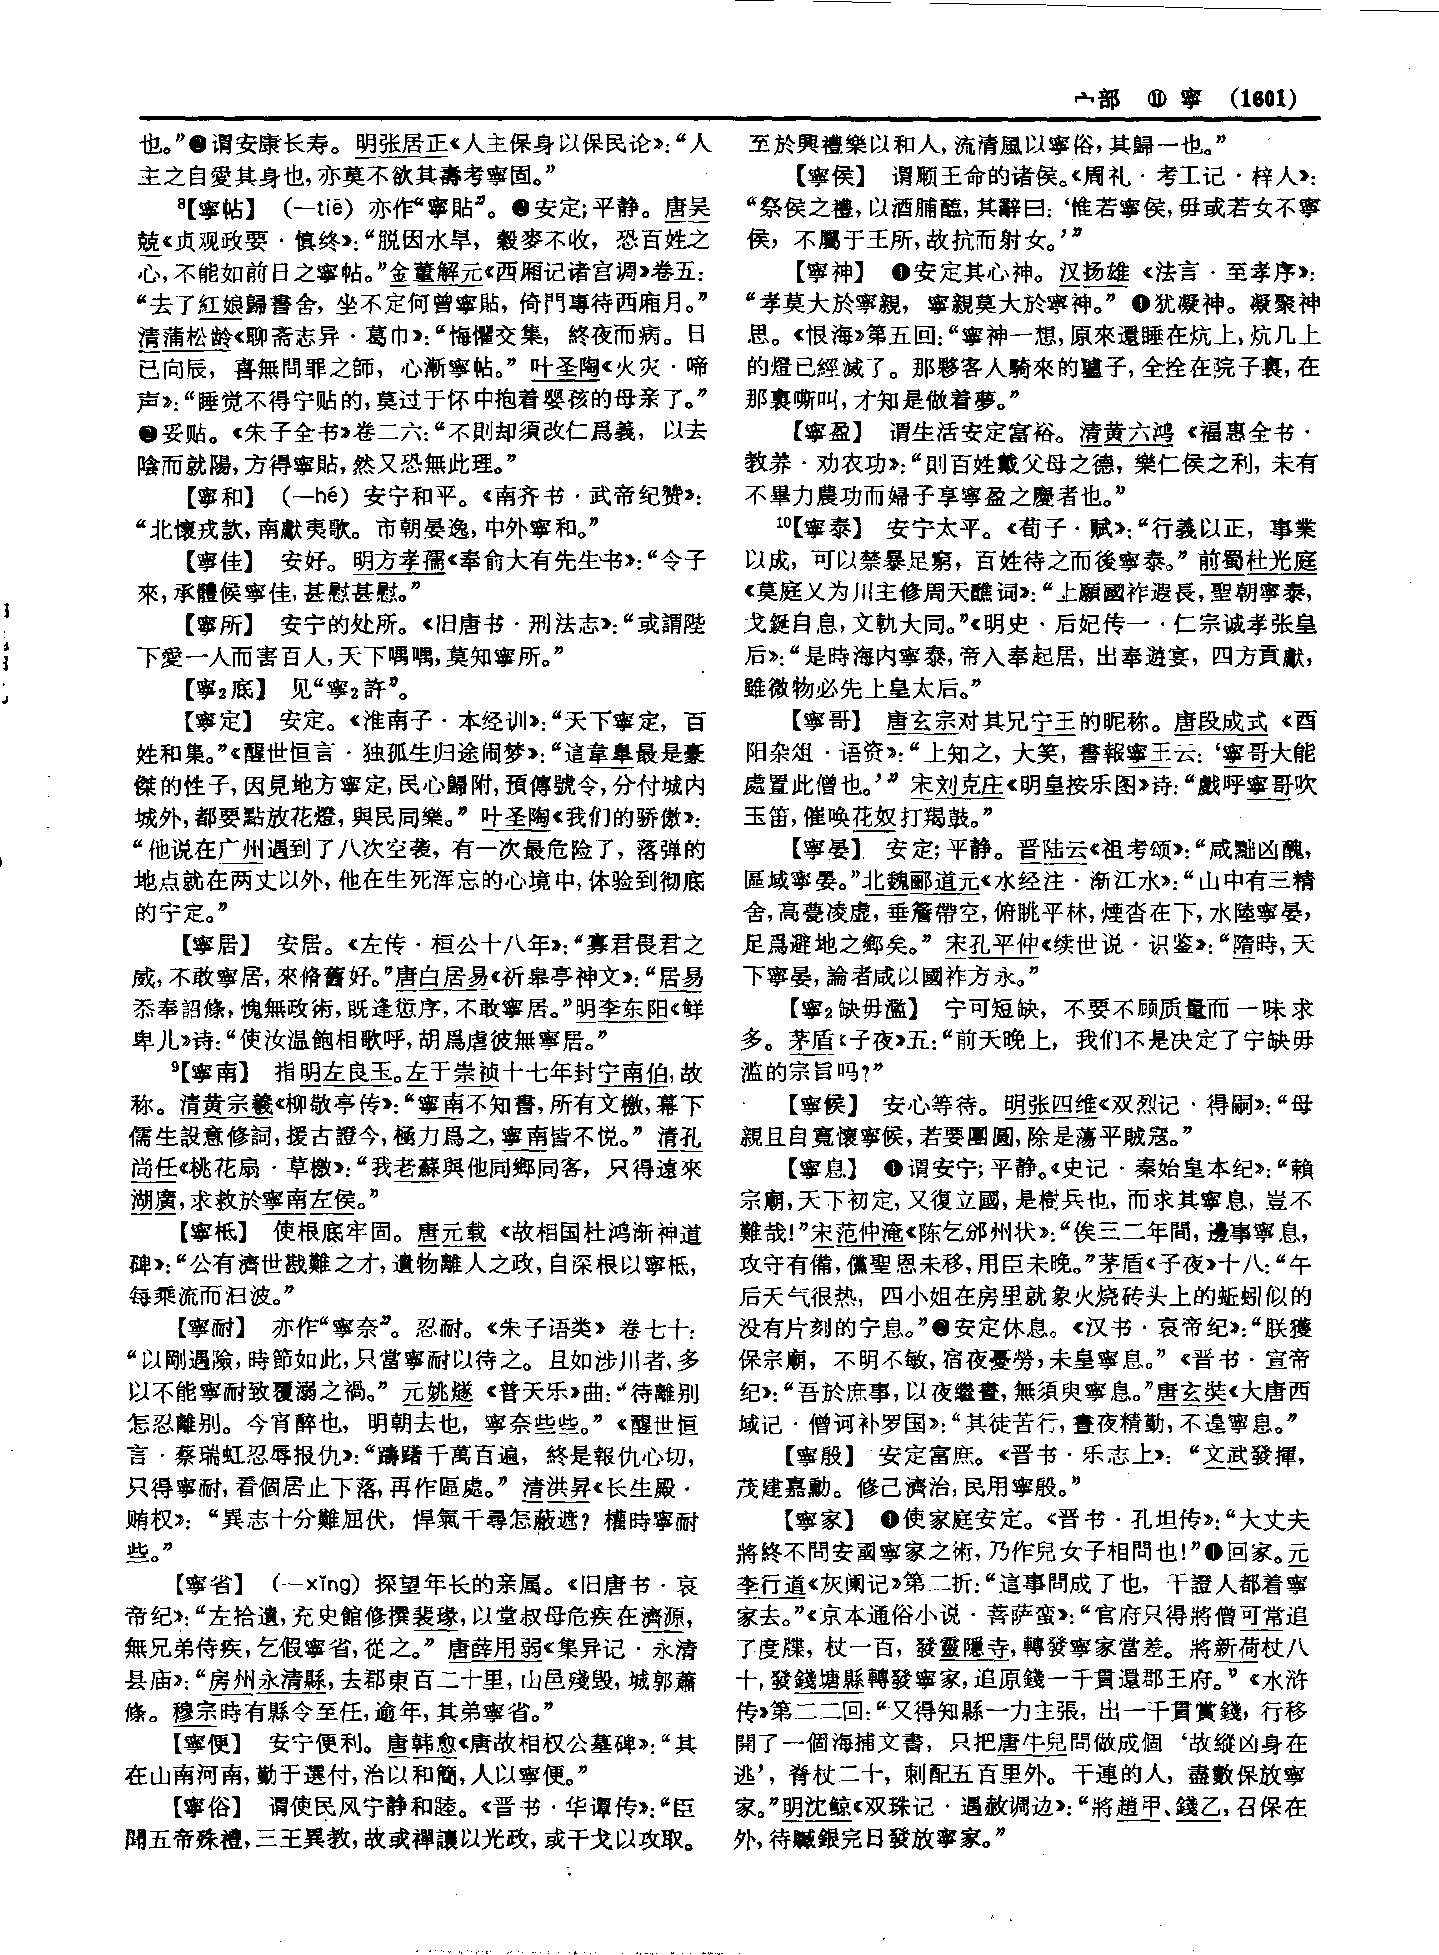 宀部 ⑪ 寧 (1601)
也。”❷谓安康长寿。明张居正《人主保身以保民论》：“人
主之自愛其身也，亦莫不欲其壽考寧固。”
⁸【寧帖】 (—tiē) 亦作“寧貼”。❶安定；平静。唐吴
兢《贞观政要·慎终》：“脱因水旱，穀麥不收，恐百姓之
心，不能如前日之寧帖。”金董解元《西厢记诸宫调》卷五：
“去了紅娘歸書舍，坐不定何曾寧貼，倚門專待西廂月。”
清蒲松龄《聊斋志异·葛巾》：“悔懼交集，終夜而病。日
已向辰，喜無問罪之師，心漸寧帖。”叶圣陶《火灾·啼
声》：“睡觉不得宁贴的，莫过于怀中抱着婴孩的母亲了。”
❷妥贴。《朱子全书》卷二六：“不則却須改仁爲義，以去
陰而就陽，方得寧貼，然又恐無此理。”
【寧和】 (—hé) 安宁和平。《南齐书·武帝纪赞》：
“北懷戎款，南獻夷歌。市朝晏逸，中外寧和。”
【寧佳】 安好。明方孝孺《奉俞大有先生书》：“令子
來，承體候寧佳，甚慰甚慰。”
【寧所】 安宁的处所。《旧唐书·刑法志》：“或謂陛
下愛一人而害百人，天下喁喁，莫知寧所。”
【寧₂底】 见“寧₂許”。
【寧定】 安定。《淮南子·本经训》：“天下寧定，百
姓和集。”《醒世恒言·独孤生归途闹梦》：“這韋皋最是豪
傑的性子，因見地方寧定，民心歸附，預傳號令，分付城内
城外，都要點放花燈，與民同樂。”叶圣陶《我们的骄傲》：
“他说在广州遇到了八次空袭，有一次最危险了，落弹的
地点就在两丈以外，他在生死浑忘的心境中，体验到彻底
的宁定。”
【寧居】 安居。《左传·桓公十八年》：“寡君畏君之
威，不敢寧居，來脩舊好。”唐白居易《祈皋亭神文》：“居易
忝奉詔條，愧無政術，既逢愆序，不敢寧居。”明李东阳《鲜
卑儿》诗：“使汝温飽相歌呼，胡爲虐彼無寧居。”
⁹【寧南】 指明左良玉。左于崇祯十七年封宁南伯，故
称。清黄宗羲《柳敬亭传》：“寧南不知書，所有文檄，幕下
儒生設意修詞，援古證今，極力爲之，寧南皆不悦。”清孔
尚任《桃花扇·草檄》：“我老蘇與他同鄉同客，只得遠來
湖廣，求救於寧南左侯。”
【寧柢】 使根底牢固。唐元载《故相国杜鸿渐神道
碑》：“公有濟世戡難之才，遺物離人之政，自深根以寧柢，
每乘流而汩波。”
【寧耐】 亦作“寧奈”。忍耐。《朱子语类》卷七十：
“以剛遇險，時節如此，只當寧耐以待之。且如涉川者，多
以不能寧耐致覆溺之禍。”元姚燧《普天乐》曲：“待離别
怎忍離别。今宵醉也，明朝去也，寧奈些些。”《醒世恒
言·蔡瑞虹忍辱报仇》：“躊躇千萬百遍，終是報仇心切，
只得寧耐，看個居止下落，再作區處。”清洪昇《长生殿·
贿权》：“異志十分難屈伏，悍氣千尋怎蔽遮？權時寧耐
些。”
【寧省】 (—xǐng) 探望年长的亲属。《旧唐书·哀
帝纪》：“左拾遺，充史館修撰裴瑑，以堂叔母危疾在濟源，
無兄弟侍疾，乞假寧省，從之。”唐薛用弱《集异记·永清
县庙》：“房州永清縣，去郡東百二十里，山邑殘毁，城郭蕭
條。穆宗時有縣令至任，逾年，其弟寧省。”
【寧便】 安宁便利。唐韩愈《唐故相权公墓碑》：“其
在山南河南，勤于選付，治以和簡，人以寧便。”
【寧俗】 谓使民风宁静和睦。《晋书·华谭传》：“臣
聞五帝殊禮，三王異教，故或禪讓以光政，或干戈以攻取。
至於興禮樂以和人，流清風以寧俗，其歸一也。”
【寧侯】 谓顺王命的诸侯。《周礼·考工记·梓人》：
“祭侯之禮，以酒脯醢，其辭曰：‘惟若寧侯，毋或若女不寧
侯，不屬于王所，故抗而射女。’”
【寧神】 ❶安定其心神。汉扬雄《法言·至孝序》：
“孝莫大於寧親，寧親莫大於寧神。”❷犹凝神。凝聚神
思。《恨海》第五回：“寧神一想，原來還睡在炕上，炕几上
的燈已經滅了。那夥客人騎來的驢子，全拴在院子裏，在
那裏嘶叫，才知是做着夢。”
【寧盈】 谓生活安定富裕。清黄六鸿《福惠全书·
教养·劝农功》：“則百姓戴父母之德，樂仁侯之利，未有
不畢力農功而婦子享寧盈之慶者也。”
¹⁰【寧泰】 安宁太平。《荀子·赋》：“行義以正，事業
以成，可以禁暴足窮，百姓待之而後寧泰。”前蜀杜光庭
《莫庭乂为川主修周天醮词》：“上願國祚遐長，聖朝寧泰，
戈鋋自息，文軌大同。”《明史·后妃传一·仁宗诚孝张皇
后》：“是時海内寧泰，帝入奉起居，出奉遊宴，四方貢獻，
雖微物必先上皇太后。”
【寧哥】 唐玄宗对其兄宁王的昵称。唐段成式《酉
阳杂俎·语资》：“上知之，大笑，書報寧王云：‘寧哥大能
處置此僧也。’”宋刘克庄《明皇按乐图》诗：“戲呼寧哥吹
玉笛，催唤花奴打羯鼓。”
【寧晏】 安定；平静。晋陆云《祖考颂》：“咸黜凶醜，
區域寧晏。”北魏郦道元《水经注·渐江水》：“山中有三精
舍，高甍凌虚，垂簷帶空，俯眺平林，煙杳在下，水陸寧晏，
足爲避地之鄉矣。”宋孔平仲《续世说·识鉴》：“隋時，天
下寧晏，論者咸以國祚方永。”
【寧₂缺毋滥】 宁可短缺，不要不顾质量而一味求
多。茅盾《子夜》五：“前天晚上，我们不是决定了宁缺毋
滥的宗旨吗？”
【寧候】 安心等待。明张四维《双烈记·得嗣》：“母
親且自寬懷寧候，若要團圓，除是蕩平賊寇。”
【寧息】 ❶谓安宁；平静。《史记·秦始皇本纪》：“賴
宗廟，天下初定，又復立國，是樹兵也，而求其寧息，豈不
難哉！”宋范仲淹《陈乞邠州状》：“俟三二年間，邊事寧息，
攻守有備，儻聖恩未移，用臣未晚。”茅盾《子夜》十八：“午
后天气很热，四小姐在房里就象火烧砖头上的蚯蚓似的
没有片刻的宁息。”❷安定休息。《汉书·哀帝纪》：“朕獲
保宗廟，不明不敏，宿夜憂勞，未皇寧息。”《晋书·宣帝
纪》：“吾於庶事，以夜繼晝，無須臾寧息。”唐玄奘《大唐西
域记·僧诃补罗国》：“其徒苦行，晝夜精勤，不遑寧息。”
【寧殷】 安定富庶。《晋书·乐志上》：“文武發揮，
茂建嘉勳。修己濟治，民用寧殷。”
【寧家】 ❶使家庭安定。《晋书·孔坦传》：“大丈夫
將終不問安國寧家之術，乃作兒女子相問也！”❷回家。元
李行道《灰阑记》第二折：“這事問成了也，干證人都着寧
家去。”《京本通俗小说·菩萨蛮》：“官府只得將僧可常追
了度牒，杖一百，發靈隱寺，轉發寧家當差。將新荷杖八
十，發錢塘縣轉發寧家，追原錢一千貫還郡王府。”《水浒
传》第二二回：“又得知縣一力主張，出一千貫賞錢，行移
開了一個海捕文書，只把唐牛兒問做成個‘故縱凶身在
逃’，脊杖二十，刺配五百里外。干連的人，盡數保放寧
家。”明沈鲸《双珠记·遇赦调边》：“將趙甲、錢乙，召保在
外，待贓銀完日發放寧家。”